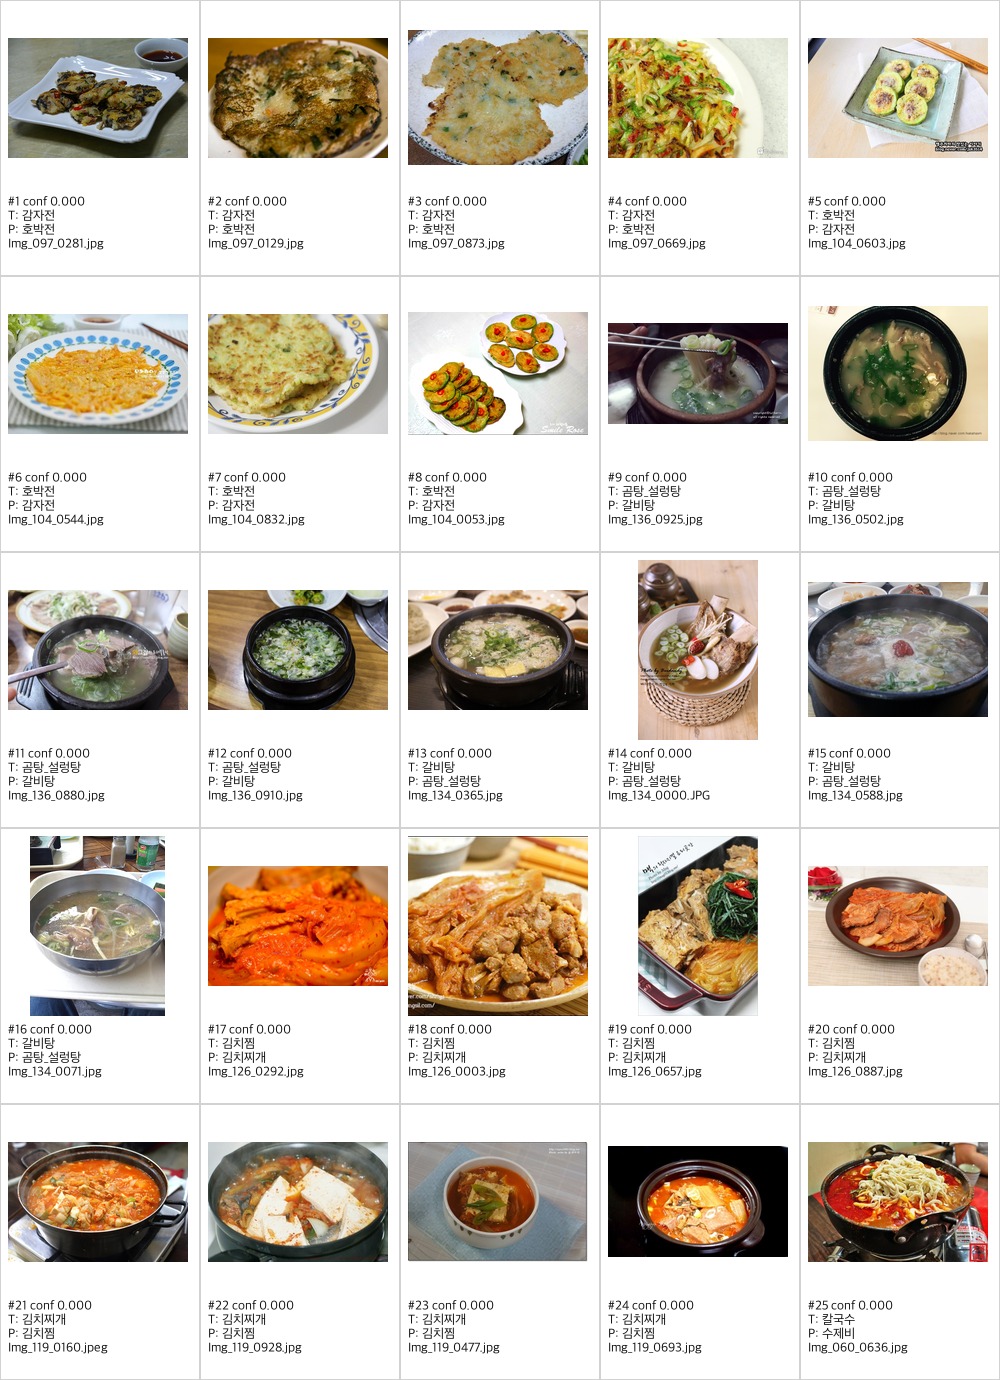 #1 conf 0.000
T: 감자전
P: 호박전
Img_097_0281.jpg
#2 conf 0.000
T: 감자전
P: 호박전
Img_097_0129.jpg
#3 conf 0.000
T: 감자전
P: 호박전
Img_097_0873.jpg
#4 conf 0.000
T: 감자전
P: 호박전
Img_097_0669.jpg
#5 conf 0.000
T: 호박전
P: 감자전
Img_104_0603.jpg
#6 conf 0.000
T: 호박전
P: 감자전
Img_104_0544.jpg
#7 conf 0.000
T: 호박전
P: 감자전
Img_104_0832.jpg
#8 conf 0.000
T: 호박전
P: 감자전
Img_104_0053.jpg
#9 conf 0.000
T: 곰탕_설렁탕
P: 갈비탕
Img_136_0925.jpg
#10 conf 0.000
T: 곰탕_설렁탕
P: 갈비탕
Img_136_0502.jpg
#11 conf 0.000
T: 곰탕_설렁탕
P: 갈비탕
Img_136_0880.jpg
#12 conf 0.000
T: 곰탕_설렁탕
P: 갈비탕
Img_136_0910.jpg
#13 conf 0.000
T: 갈비탕
P: 곰탕_설렁탕
Img_134_0365.jpg
#14 conf 0.000
T: 갈비탕
P: 곰탕_설렁탕
Img_134_0000.JPG
#15 conf 0.000
T: 갈비탕
P: 곰탕_설렁탕
Img_134_0588.jpg
#16 conf 0.000
T: 갈비탕
P: 곰탕_설렁탕
Img_134_0071.jpg
#17 conf 0.000
T: 김치찜
P: 김치찌개
Img_126_0292.jpg
#18 conf 0.000
T: 김치찜
P: 김치찌개
Img_126_0003.jpg
#19 conf 0.000
T: 김치찜
P: 김치찌개
Img_126_0657.jpg
#20 conf 0.000
T: 김치찜
P: 김치찌개
Img_126_0887.jpg
#21 conf 0.000
T: 김치찌개
P: 김치찜
Img_119_0160.jpeg
#22 conf 0.000
T: 김치찌개
P: 김치찜
Img_119_0928.jpg
#23 conf 0.000
T: 김치찌개
P: 김치찜
Img_119_0477.jpg
#24 conf 0.000
T: 김치찌개
P: 김치찜
Img_119_0693.jpg
#25 conf 0.000
T: 칼국수
P: 수제비
Img_060_0636.jpg